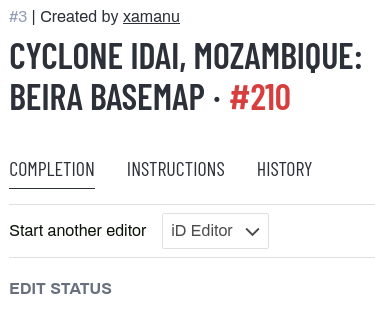 #3 | Created by xamanu
CYCLONE IDAI, MOZAMBIQUE:
BEIRA BASEMAP · #210
COMPLETION INSTRUCTIONS HISTORY
Start another editor iD Editor
EDIT STATUS